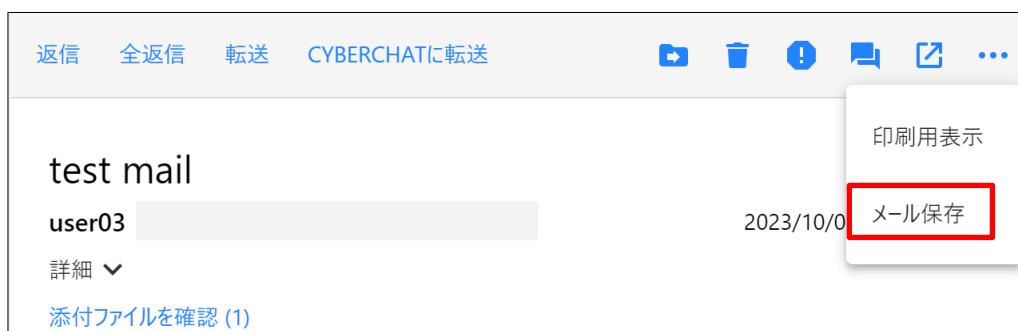 返信 全返信 転送 CYBERCHATに転送
印刷用表示
test mail
user03 2023/10/0
メール保存
詳細
添付ファイルを確認 (1)